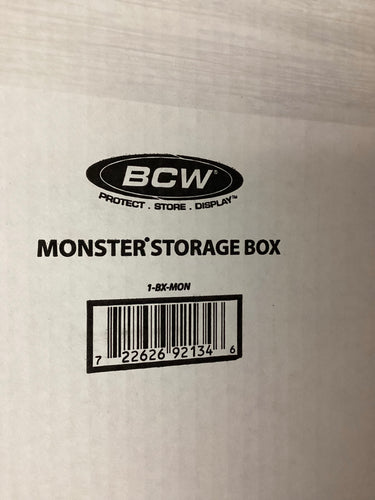 BCW®
PROTECT . STORE . DISPLAY™
MONSTER® STORAGE BOX
1-BX-MON
7 22626 92134 6